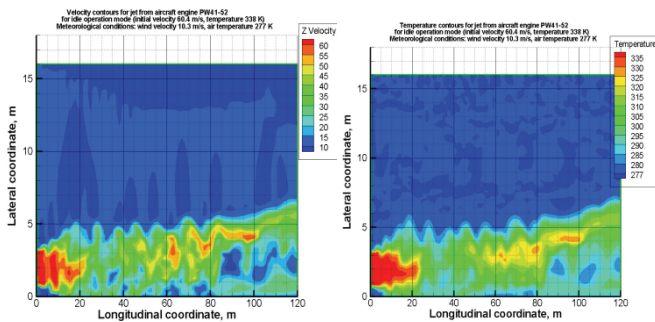 Velocity contours for jet from aircraft engine PW41-52
for idle operation mode (initial velocity 60.4 m/s, temperature 338 K)
Meteorological conditions: wind velocity 10.3 m/s, air temperature 277 K
Z Velocity
60
55
50
45
40
35
30
25
20
15
10
15
10
5
0
Lateral coordinate, m
0 20 40 60 80 100 120
Longitudinal coordinate, m
Temperature contours for jet from aircraft engine PW41-52
for idle operation mode (initial velocity 60.4 m/s, temperature 338 K)
Meteorological conditions: wind velocity 10.3 m/s, air temperature 277 K
Temperature
335
330
325
320
315
310
305
300
295
290
285
280
277
15
10
5
0
Lateral coordinate, m
0 20 40 60 80 100 120
Longitudinal coordinate, m